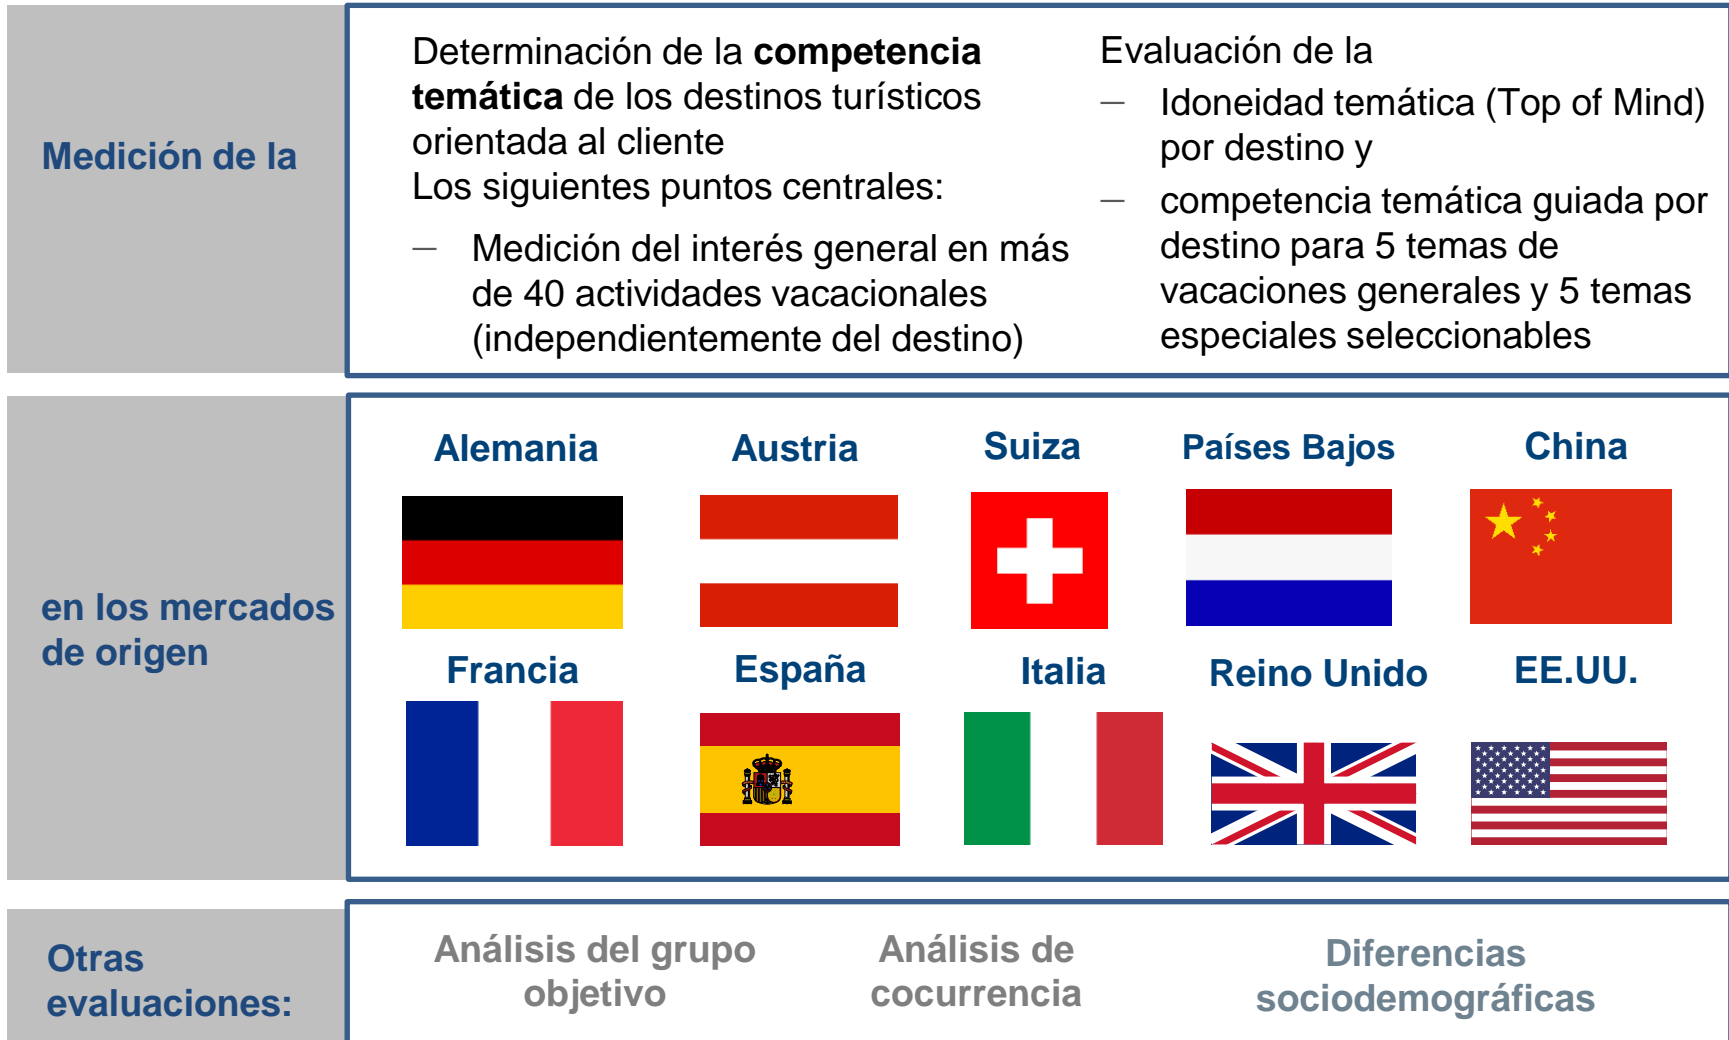 Medición de la
Determinación de la competencia
temática de los destinos turísticos
orientada al cliente
Los siguientes puntos centrales:
— Medición del interés general en más
de 40 actividades vacacionales
(independientemente del destino)
Evaluación de la
— Idoneidad temática (Top of Mind)
por destino y
— competencia temática guiada por
destino para 5 temas de
vacaciones generales y 5 temas
especiales seleccionables
en los mercados
de origen
Alemania
Austria
Suiza
Países Bajos
China
Francia
España
Italia
Reino Unido
EE.UU.
Otras
evaluaciones:
Análisis del grupo
objetivo
Análisis de
cocurrencia
Diferencias
sociodemográficas